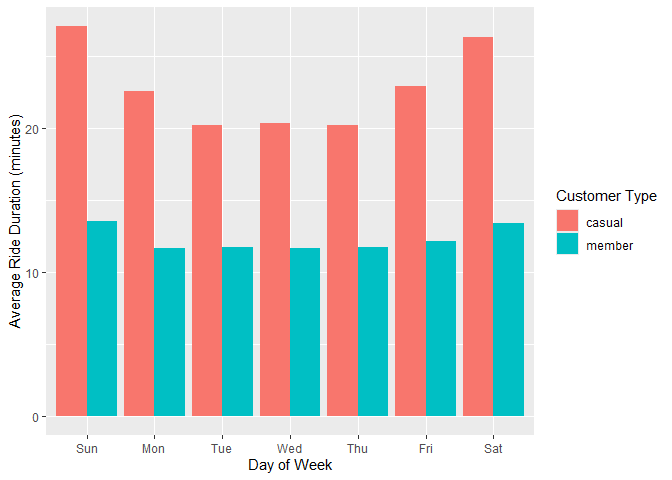 Average Ride Duration (minutes)
20
10
0
Sun Mon Tue Wed Thu Fri Sat
Day of Week
Customer Type
casual
member